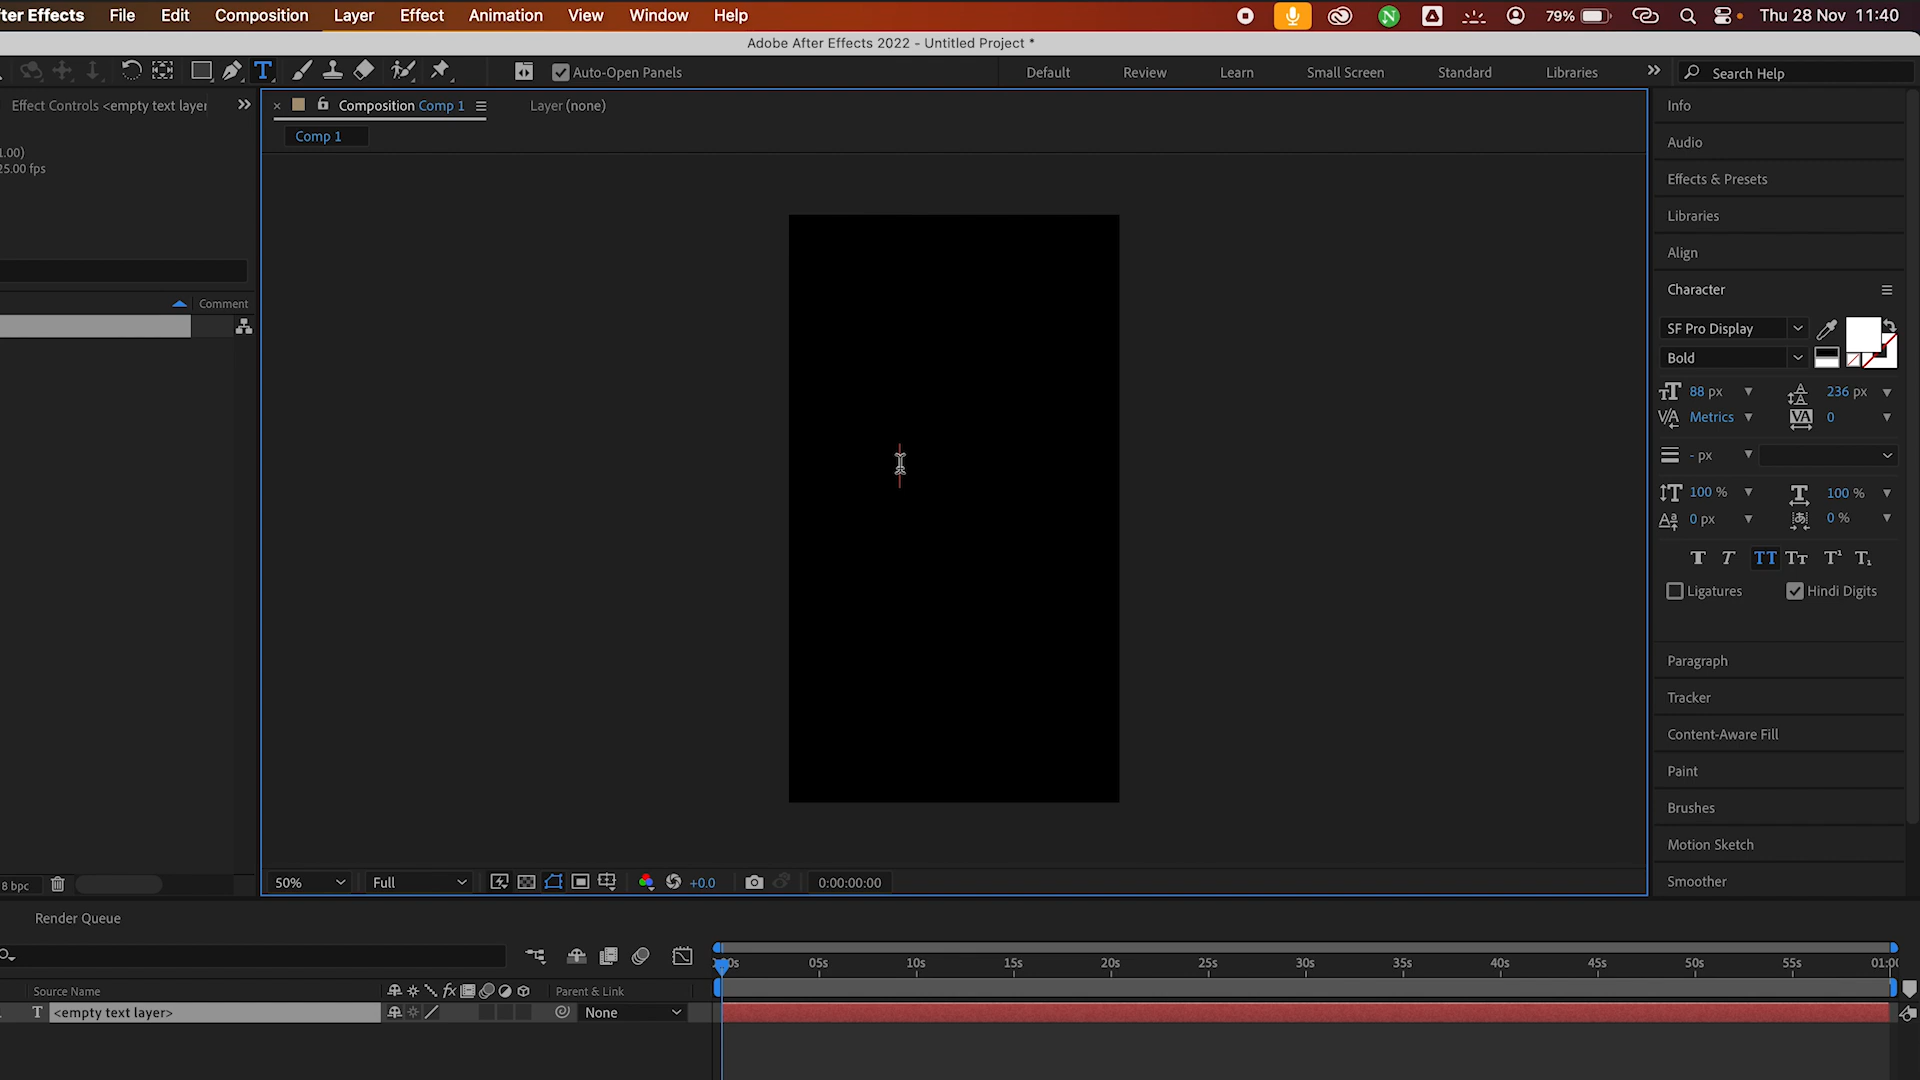 ter Effects File Edit Composition Layer Effect Animation View Window Help 79% Thu 28 Nov 11:40
Adobe After Effects 2022 - Untitled Project *
Auto-Open Panels Default Review Learn Small Screen Standard Libraries Search Help
Effect Controls <empty text layer
Composition Comp 1 Layer (none)
Comp 1
1.00)
25.00 fps
Comment
Info
Audio
Effects & Presets
Libraries
Align
Character
SF Pro Display
Bold
88 px 236 px
Metrics 0
- px
100 % 100 %
0 px 0 %
Ligatures Hindi Digits
Paragraph
Tracker
Content-Aware Fill
Paint
Brushes
Motion Sketch
Smoother
8 bpc 50% Full +0.0 0:00:00:00
Render Queue
0s 05s 10s 15s 20s 25s 30s 35s 40s 45s 50s 55s 01:0
Source Name Parent & Link
<empty text layer> None